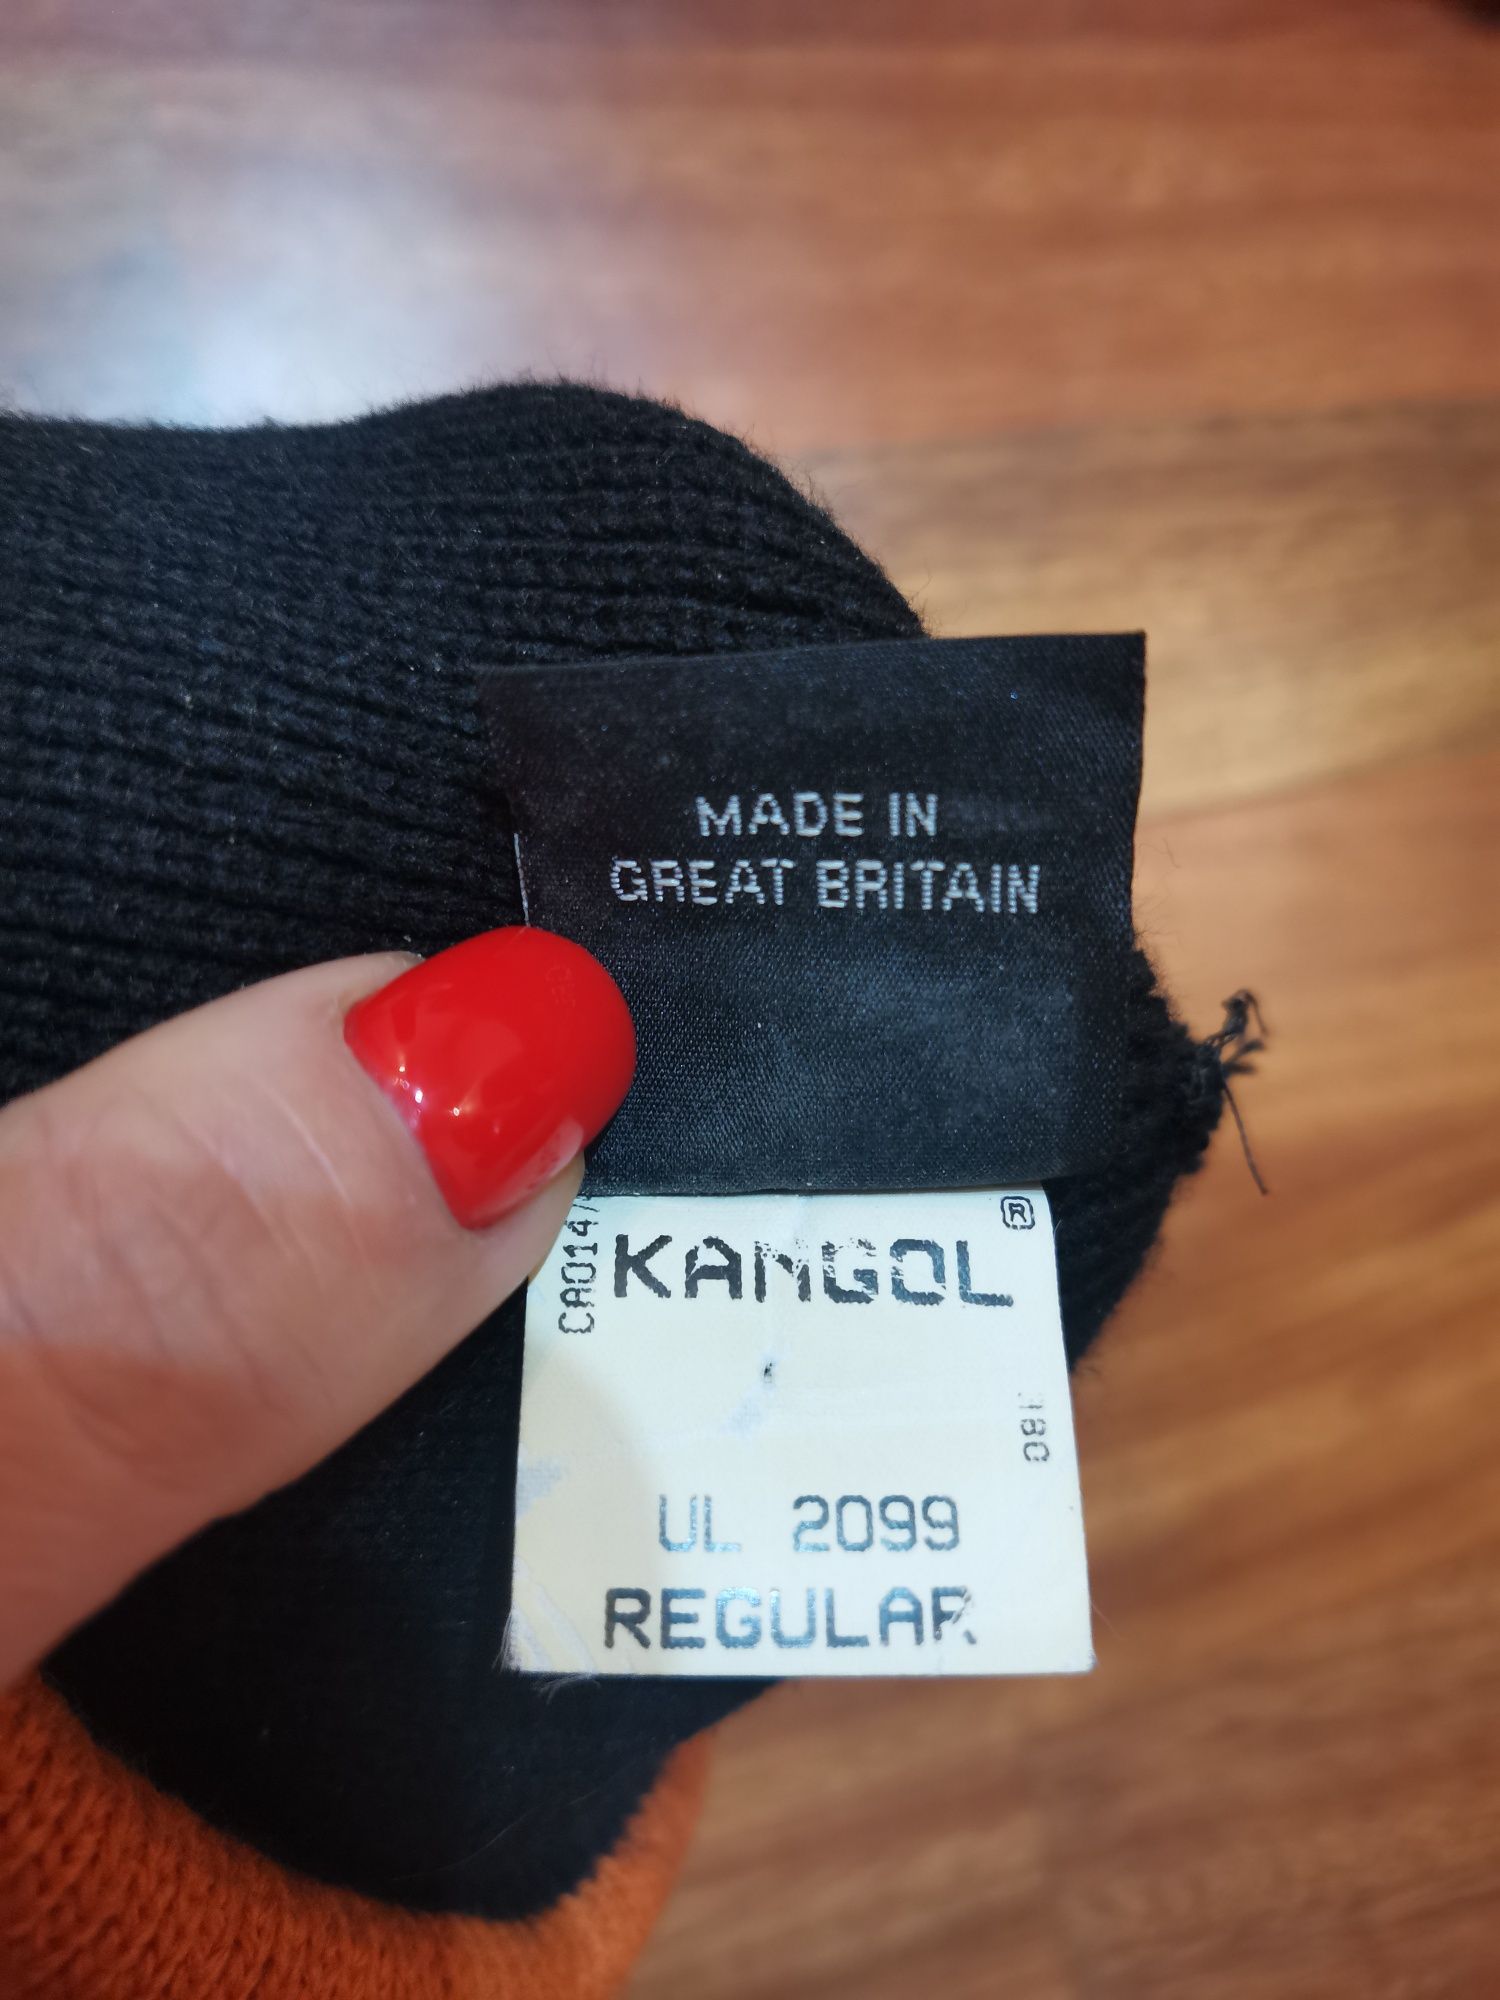 MADE IN
GREAT BRITAIN
®
KANGOL
UL 2099
REGULAR